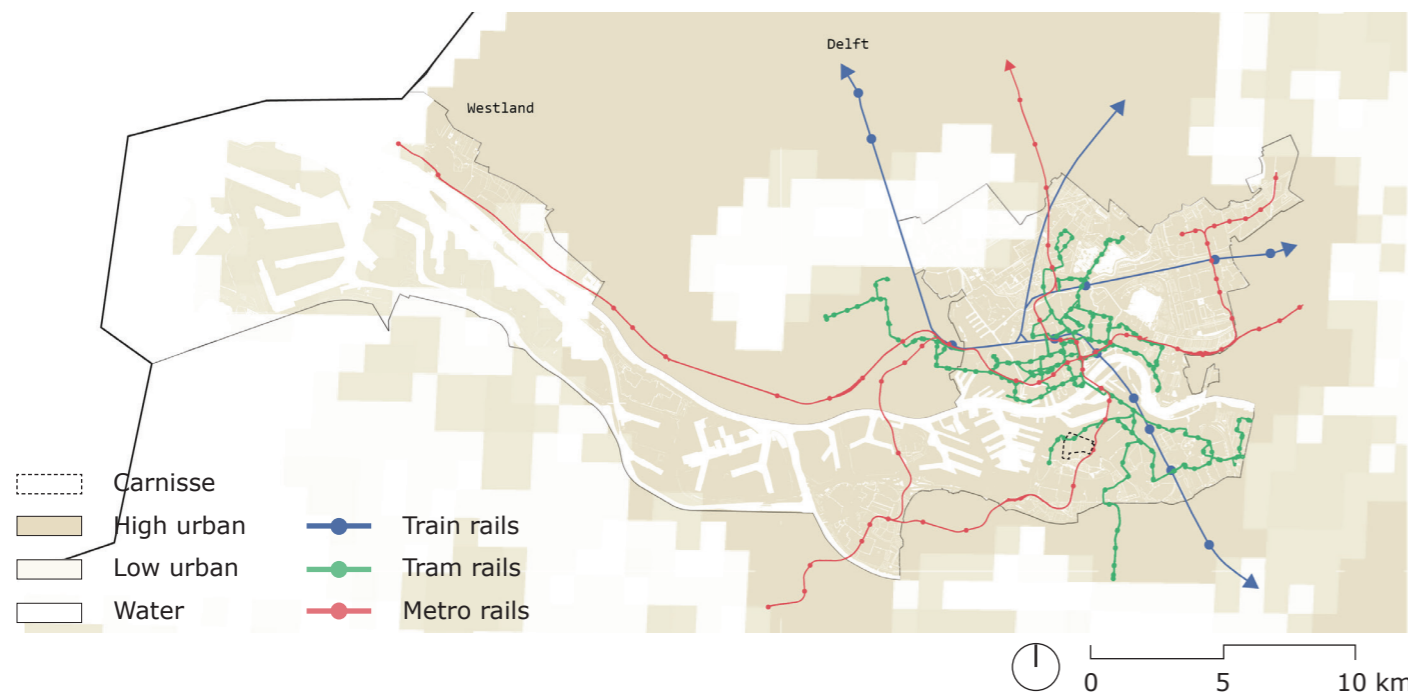 Delft
Westland
Carnisse
High urban
Low urban
Water
Train rails
Tram rails
Metro rails
0 5 10 km